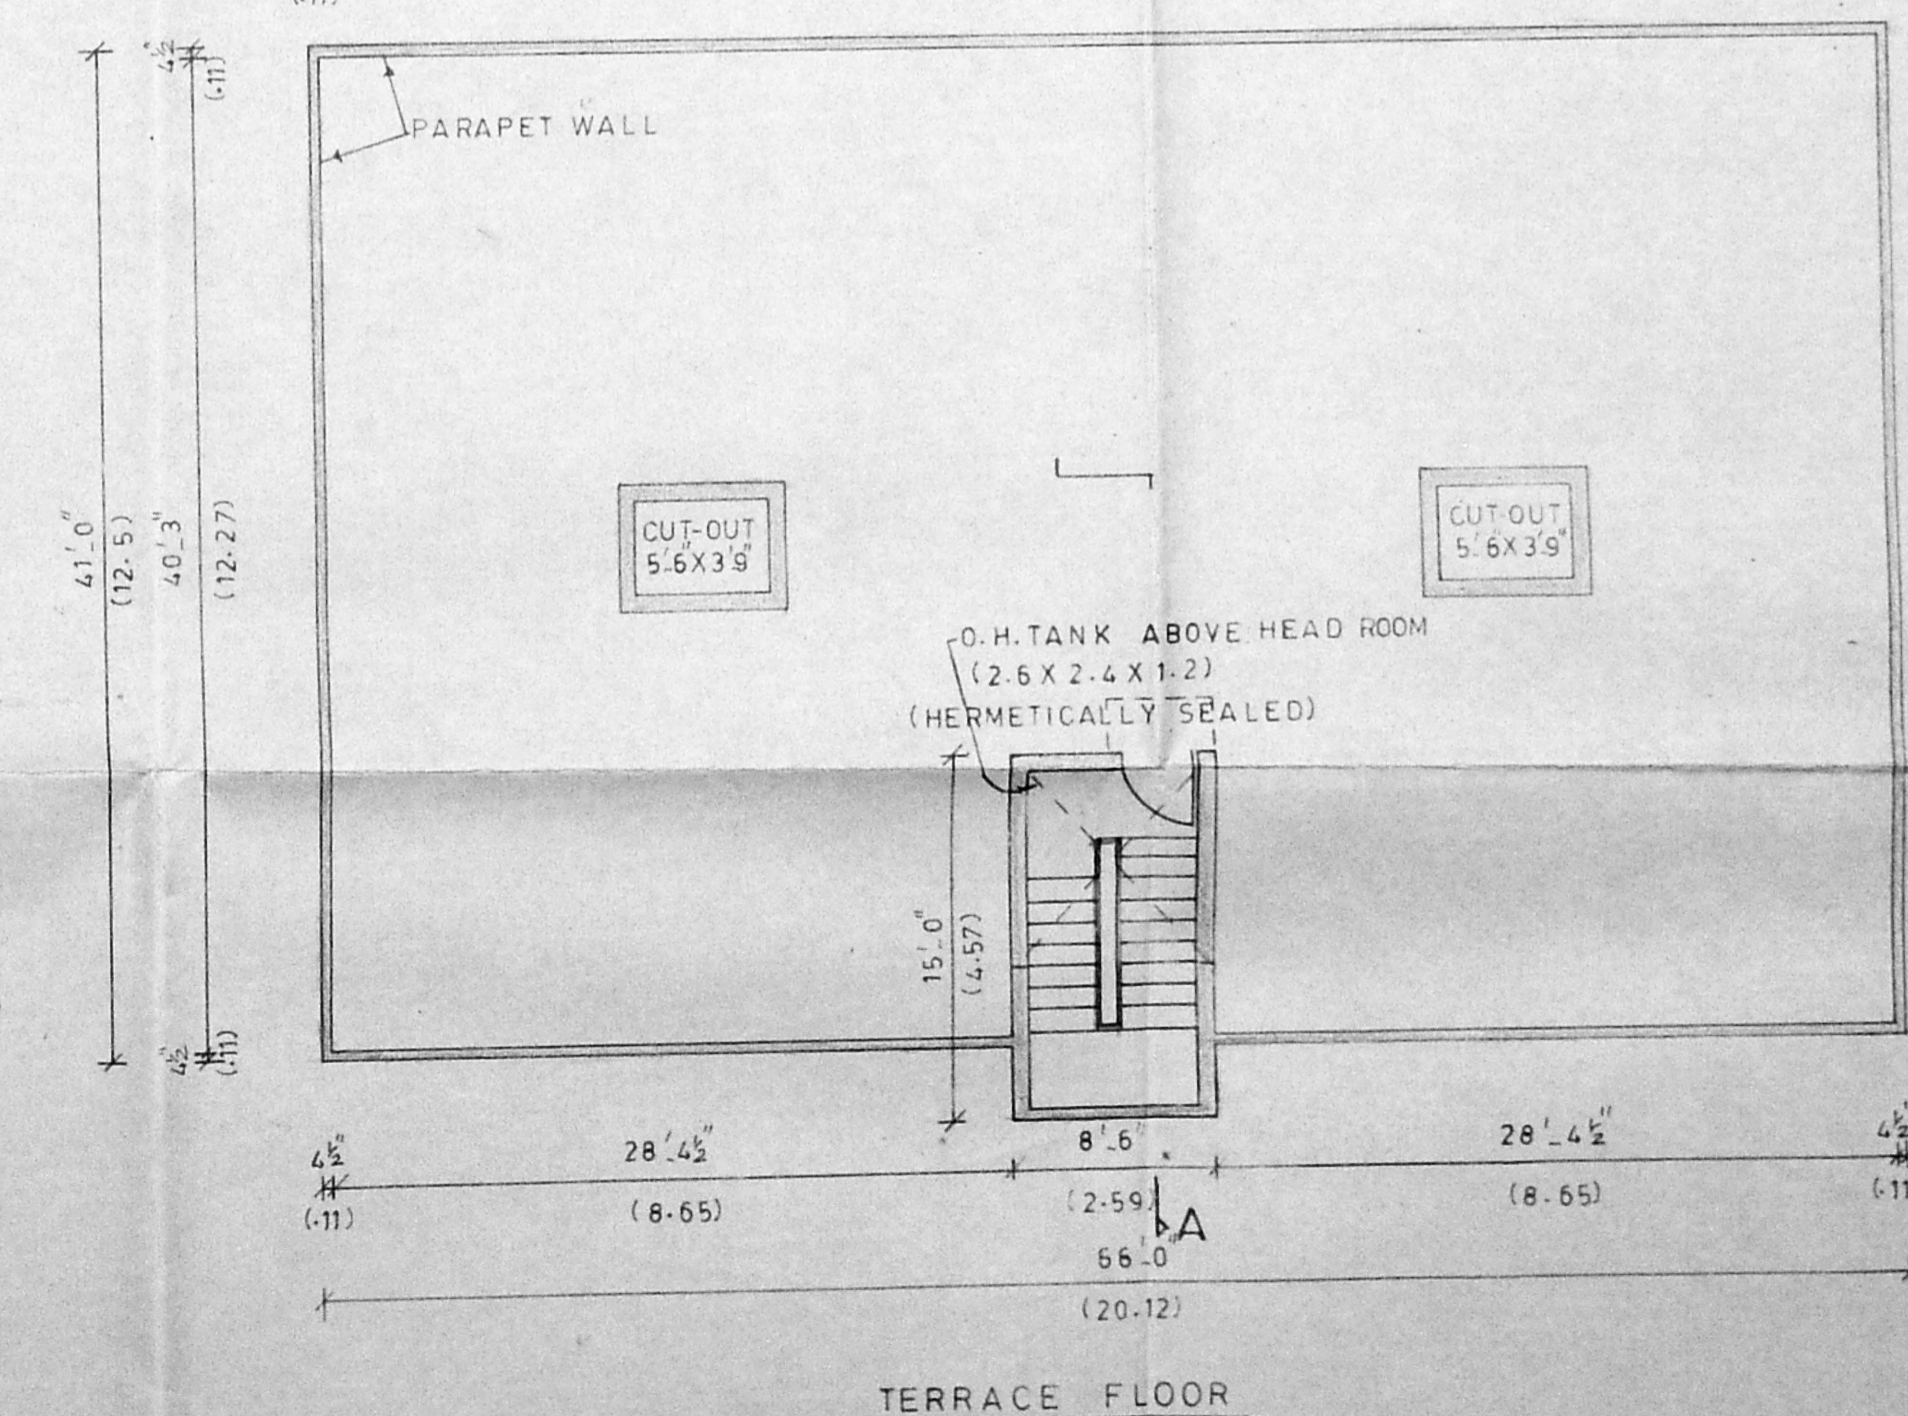 4½"
(.11)
PARAPET WALL
41'-0"
(12.5)
40'-3"
(12.27)
CUT-OUT
5'-6"X3'-9"
CUT-OUT
5'-6"X3'-9"
O.H.TANK ABOVE HEAD ROOM
(2.6 X 2.4 X 1.2)
(HERMETICALLY SEALED)
15'-0"
(4.57)
4½"
(.11)
4½"
28'-4½"
8'-6"
28'-4½"
4½
(.11)
(8.65)
(2.59)
(8.65)
(.11
A
66'-0"
(20.12)
TERRACE FLOOR